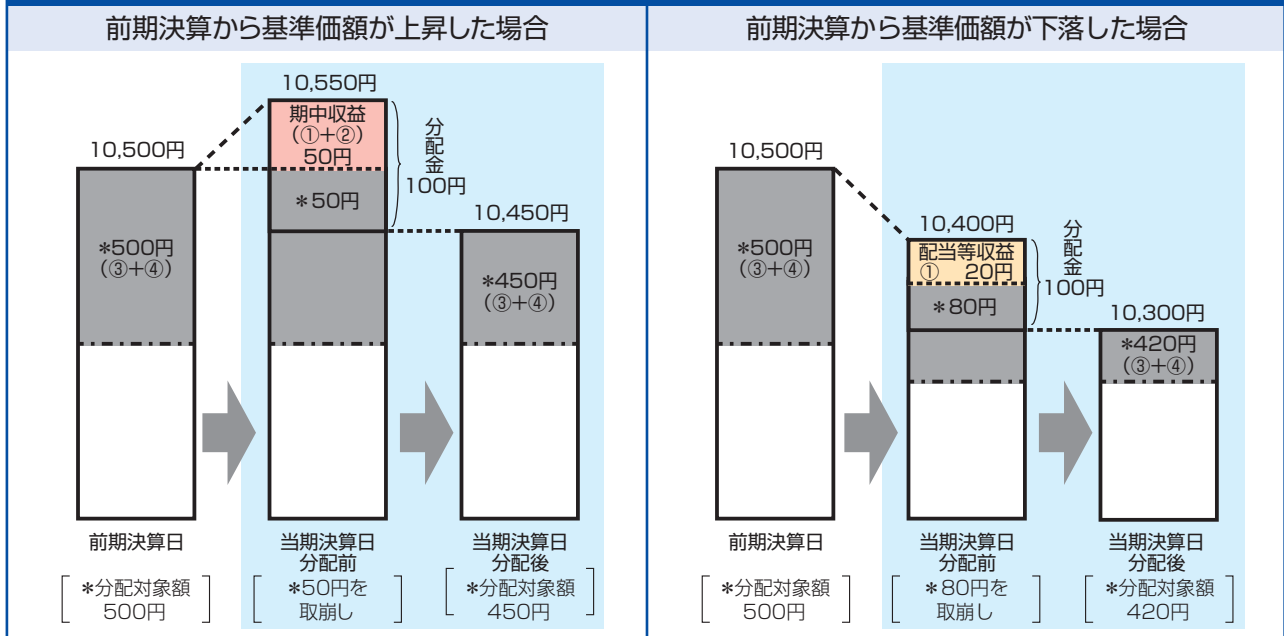 前期決算から基準価額が上昇した場合
10,500円
*500円
(③+④)
10,550円
期中収益
(①+②)
50円
*50円
分配金
100円
10,450円
*450円
(③+④)
前期決算日
当期決算日
分配前
当期決算日
分配後
*分配対象額
500円
*50円を
取崩し
*分配対象額
450円
前期決算から基準価額が下落した場合
10,500円
*500円
(③+④)
10,400円
配当等収益
① 20円
*80円
分配金
100円
10,300円
*420円
(③+④)
前期決算日
当期決算日
分配前
当期決算日
分配後
*分配対象額
500円
*80円を
取崩し
*分配対象額
420円